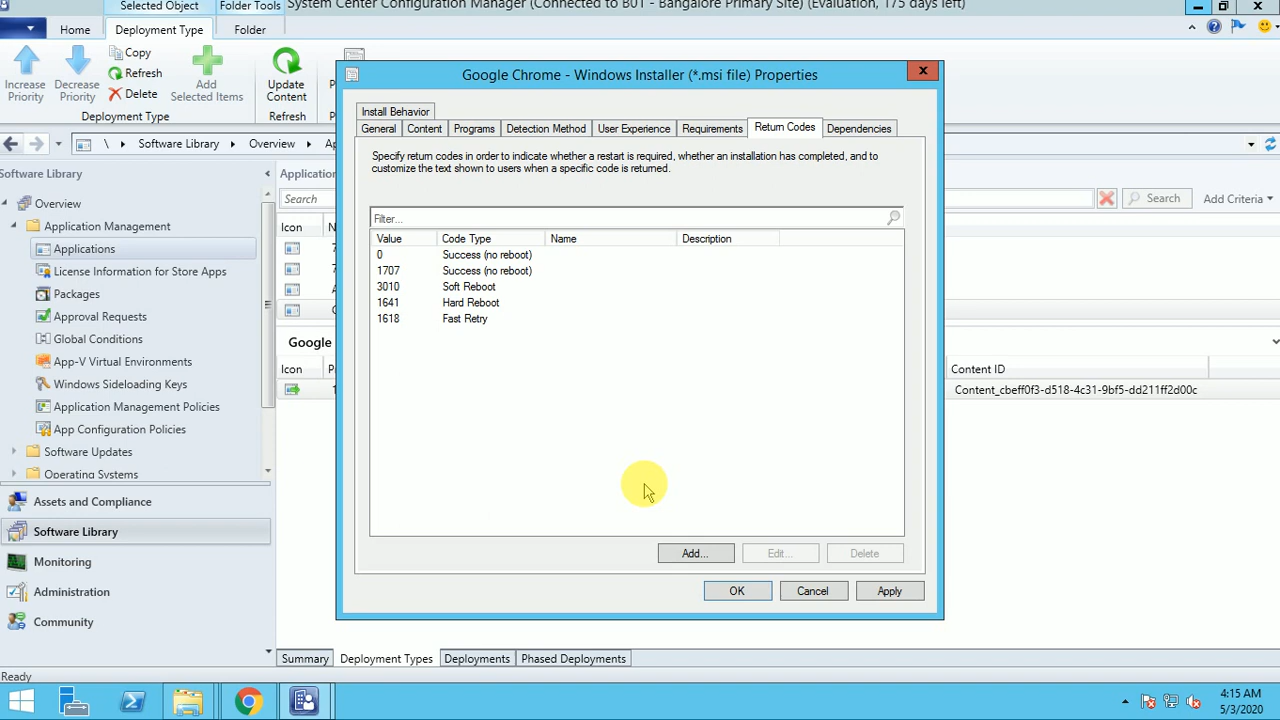 Selected Object
Folder Tools
System Center Configuration Manager (Connected to BU1 - Bangalore Primary Site) (Evaluation, 175 days left)
Home
Deployment Type
Folder
Increase Priority
Decrease Priority
Copy
Refresh
Delete
Add Selected Items
Update Content
Deployment Type
Refresh
\
Software Library
Overview
Software Library
Overview
Application Management
Applications
License Information for Store Apps
Packages
Approval Requests
Global Conditions
App-V Virtual Environments
Windows Sideloading Keys
Application Management Policies
App Configuration Policies
Software Updates
Operating Systems
Assets and Compliance
Software Library
Monitoring
Administration
Community
Search
Search
Add Criteria
Icon
Google
Icon
Content ID
Content_cbeff0f3-d518-4c31-9bf5-dd211ff2d00c
Google Chrome - Windows Installer (*.msi file) Properties
Install Behavior
General
Content
Programs
Detection Method
User Experience
Requirements
Return Codes
Dependencies
Specify return codes in order to indicate whether a restart is required, whether an installation has completed, and to
customize the text shown to users when a specific code is returned.
Filter...
Value Code Type Name Description
0 Success (no reboot)
1707 Success (no reboot)
3010 Soft Reboot
1641 Hard Reboot
1618 Fast Retry
Add...
Edit...
Delete
OK
Cancel
Apply
Summary
Deployment Types
Deployments
Phased Deployments
Ready
4:15 AM
5/3/2020